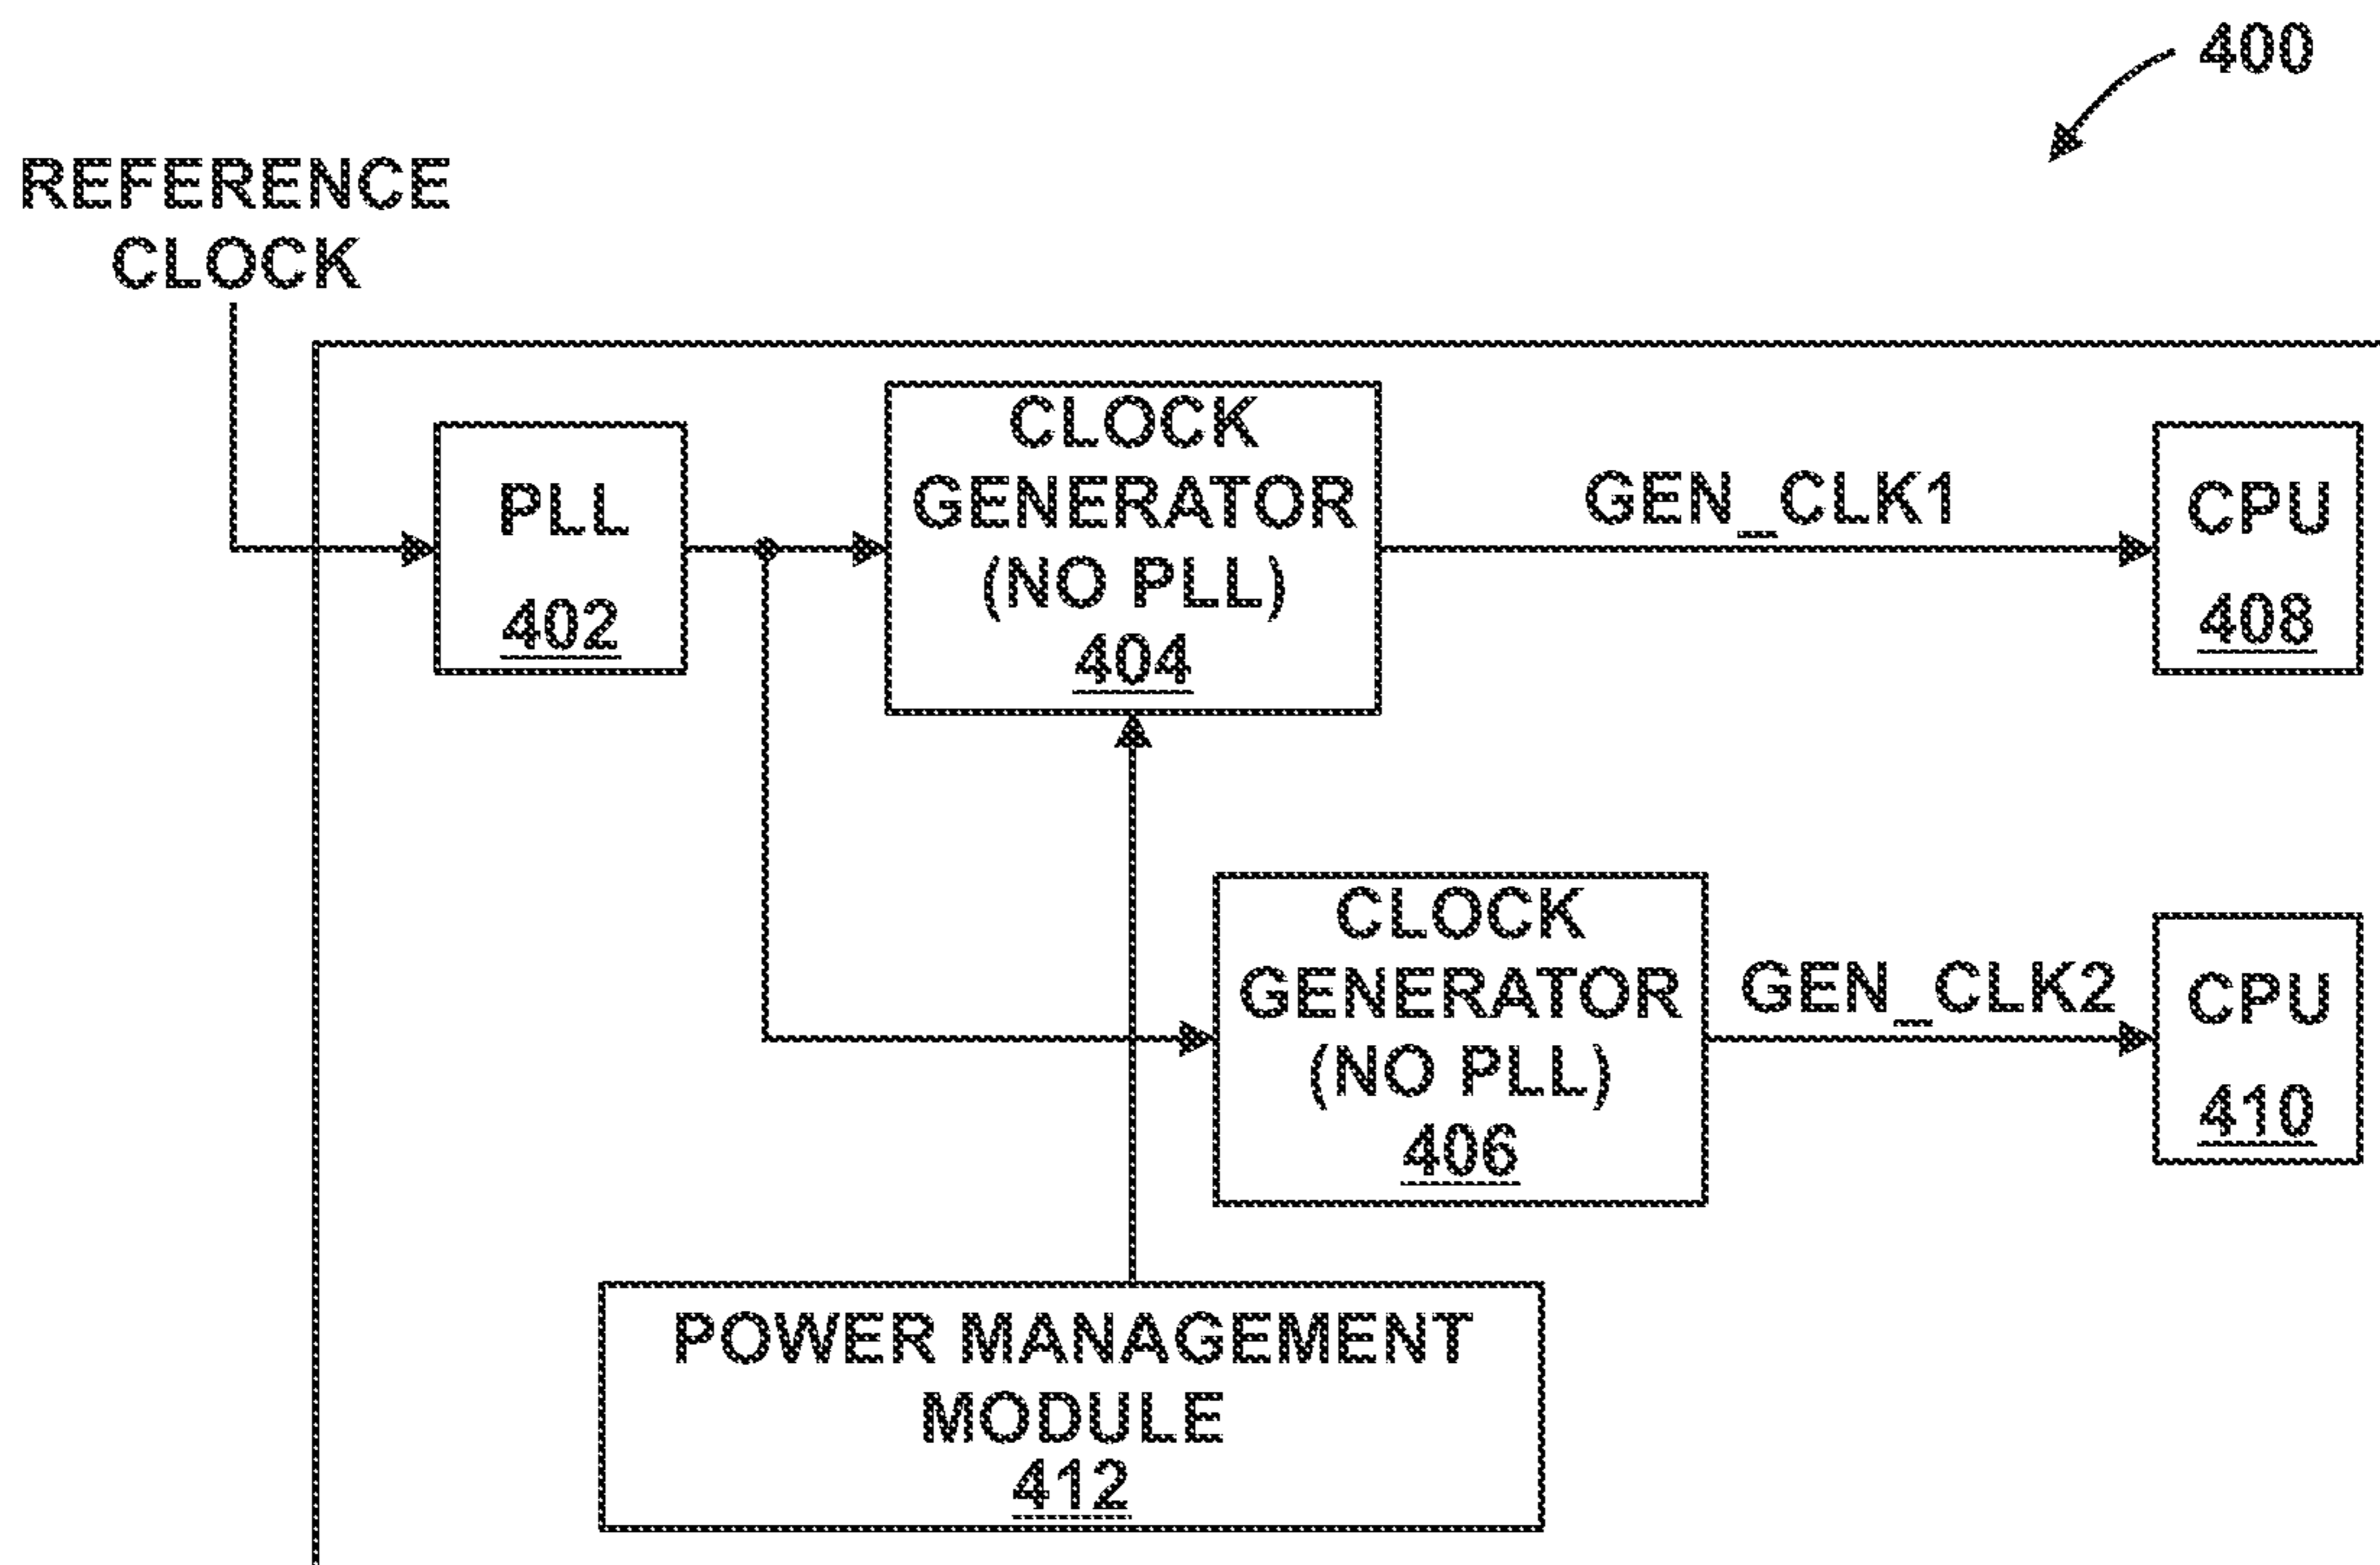 400
REFERENCE
CLOCK
PLL
402
CLOCK
GENERATOR
(NO PLL)
404
GEN_CLK1
CPU
408
CLOCK
GENERATOR
(NO PLL)
406
GEN_CLK2
CPU
410
POWER MANAGEMENT
MODULE
412